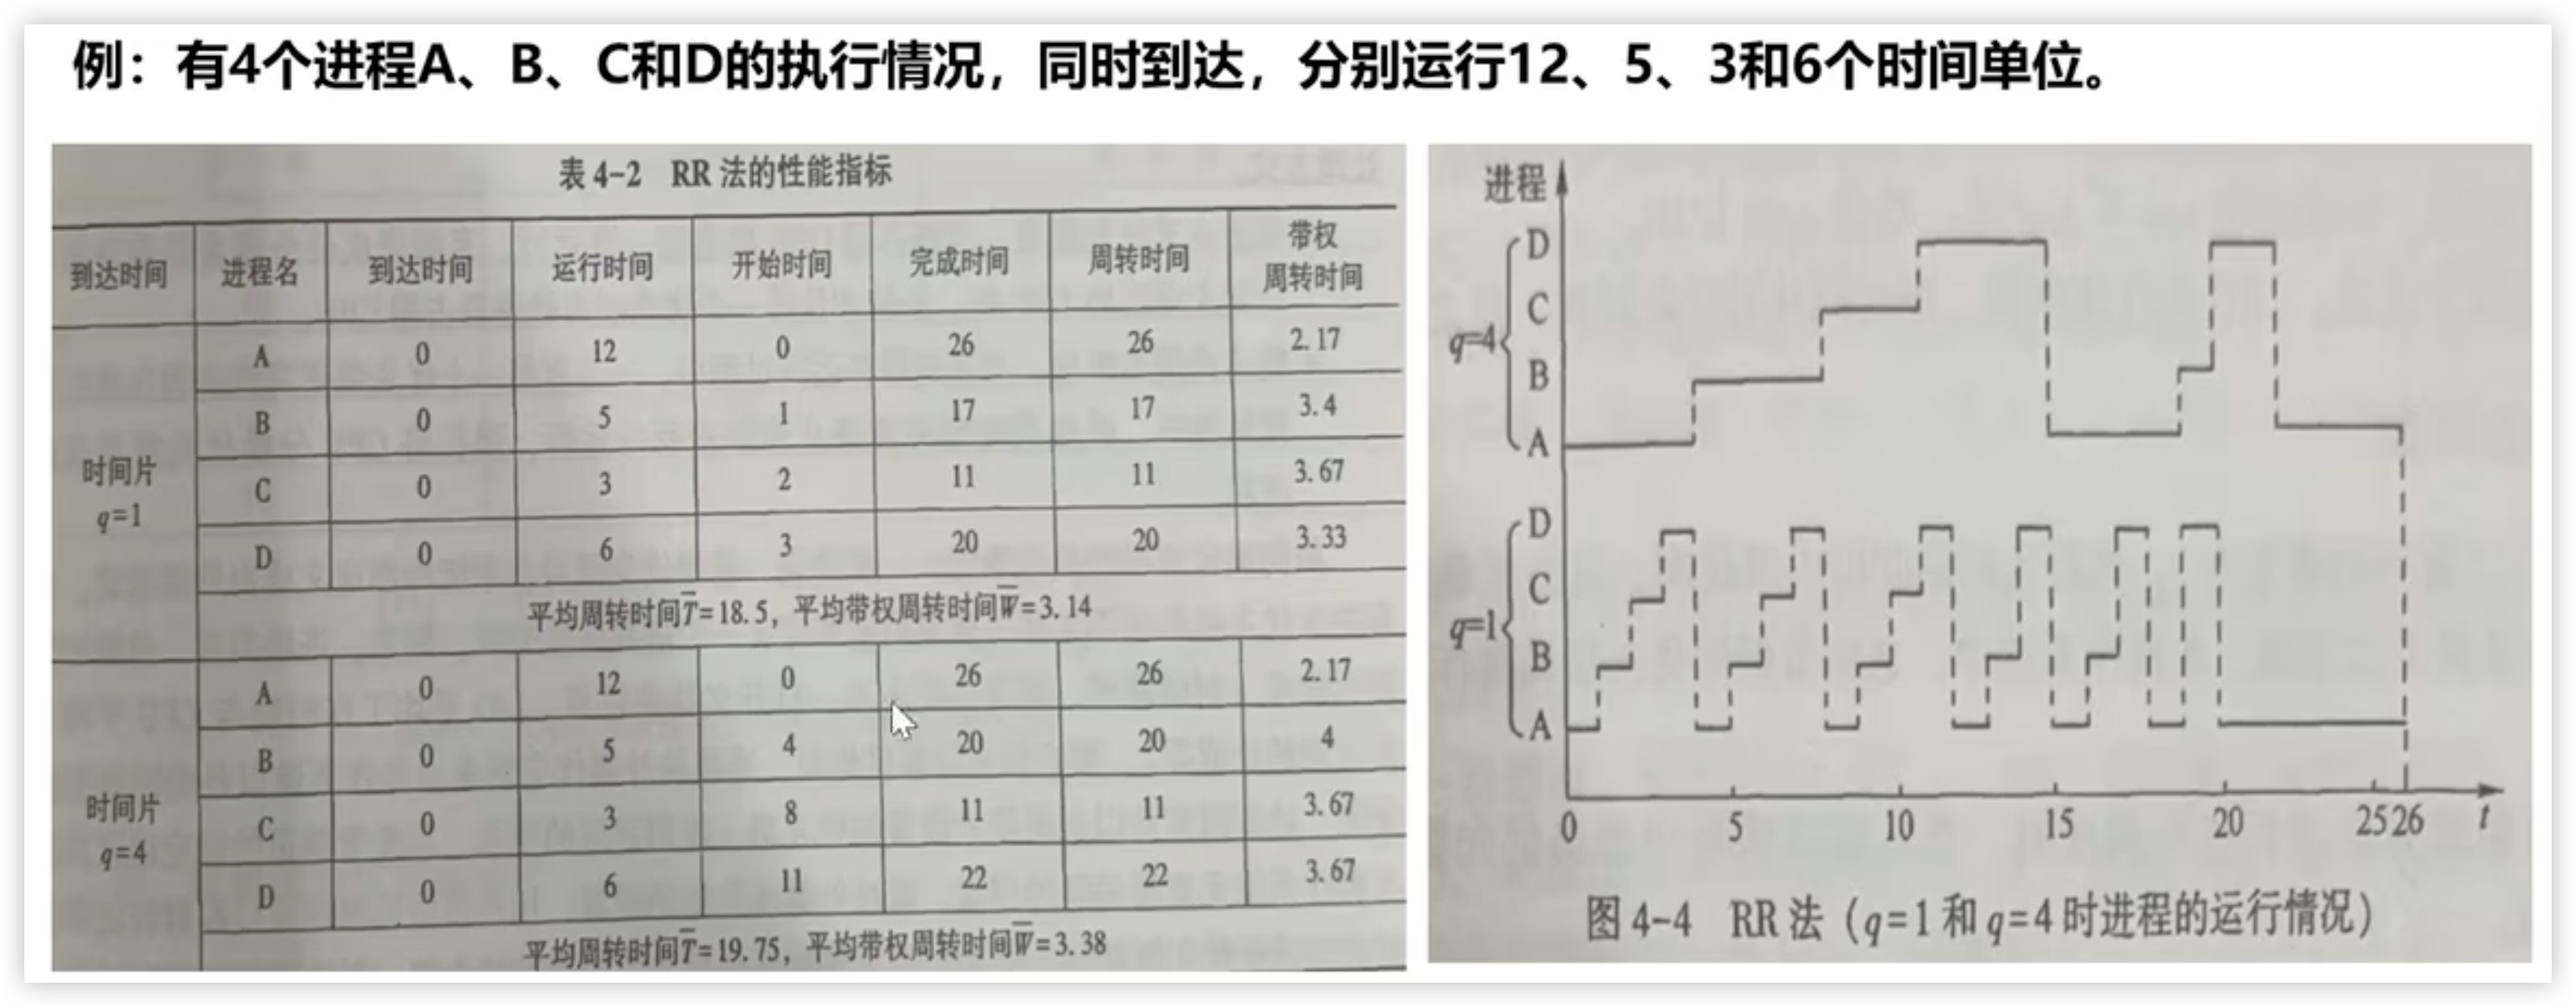 例：有4个进程A、B、C和D的执行情况，同时到达，分别运行12、5、3和6个时间单位。
表 4-2 RR 法的性能指标
到达时间 进程名 到达时间 运行时间 开始时间 完成时间 周转时间 带权周转时间
时间片 q=1
A 0 12 0 26 26 2.17
B 0 5 1 17 17 3.4
C 0 3 2 11 11 3.67
D 0 6 3 20 20 3.33
平均周转时间T̅=18.5，平均带权周转时间W̅=3.14
时间片 q=4
A 0 12 0 26 26 2.17
B 0 5 4 20 20 4
C 0 3 8 11 11 3.67
D 0 6 11 22 22 3.67
平均周转时间T̅=19.75，平均带权周转时间W̅=3.38
进程
q=4
D
C
B
A
q=1
D
C
B
A
0 5 10 15 20 25 26 t
图 4-4 RR 法（q=1 和 q=4 时进程的运行情况）